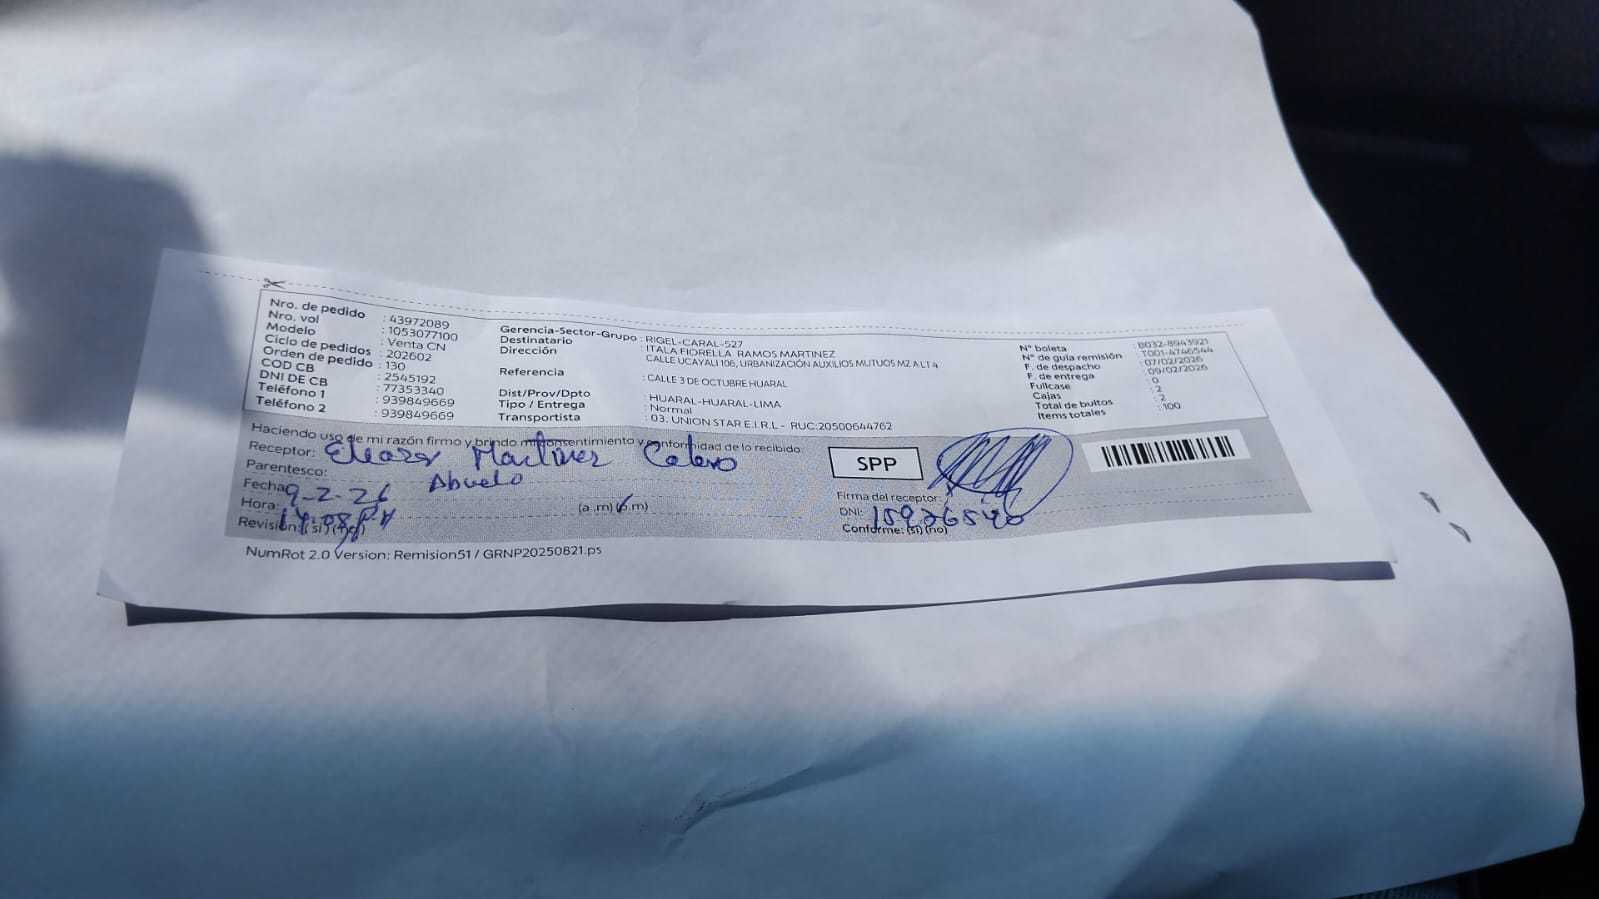 Nro. de pedido : 43972089
Nro. vol : 1053077100
Modelo : Venta CN
Ciclo de pedidos : 202602
Orden de pedido : 130
COD CB : 2545192
DNI DE CB : 77353340
Teléfono 1 : 939849669
Teléfono 2 : 939849669
Gerencia-Sector-Grupo : RIGEL-CARAL-527
Destinatario : ITALA FIORELLA RAMOS MARTINEZ
Dirección : CALLE UCAYALI 106, URBANIZACIÓN AUXILIOS MUTUOS MZ A LT 4
Referencia : CALLE 3 DE OCTUBRE HUARAL
Dist/Prov/Dpto : HUARAL-HUARAL-LIMA
Tipo / Entrega : Normal
Transportista : 03. UNION STAR E.I.R.L - RUC:20500644762
N° boleta : B032-8943921
N° de guía remisión : T001-4746544
F. de despacho : 07/02/2026
F. de entrega : 09/02/2026
Fullcase : 0
Cajas : 2
Total de bultos : 2
Items totales : 100
Haciendo uso de mi razón firmo y brindo mi consentimiento y conformidad de lo recibido:
Receptor: Martinez
Parentesco: Abuelo
Fecha: 9-2-26
Hora: (a.m) (p.m)
Revisión: (si) (no)
SPP
Firma del receptor:
DNI:
Conforme: (si) (no)
NumRot 2.0 Version: Remision51 / GRNP20250821.ps